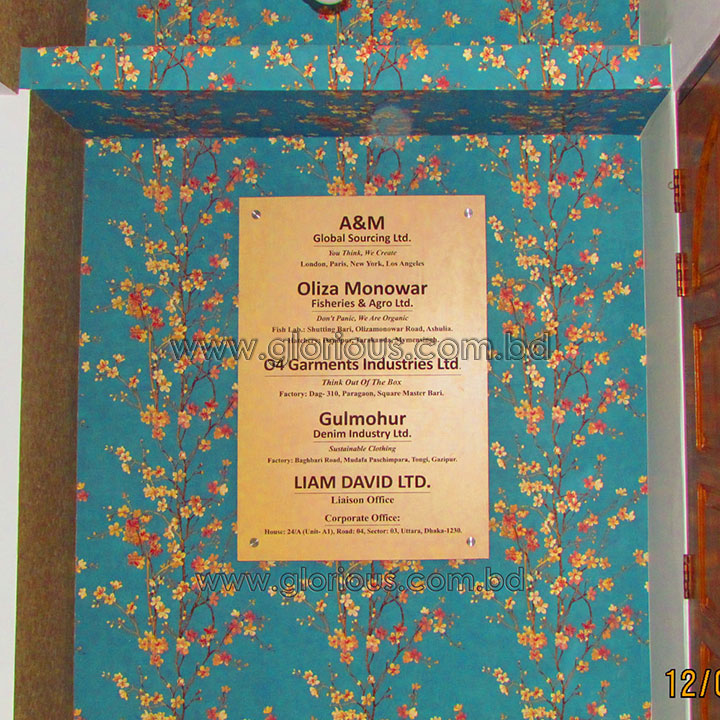 A&M
Global Sourcing Ltd.
You Think, We Create
London, Paris, New York, Los Angeles
Oliza Monowar
Fisheries & Agro Ltd.
Don't Panic, We Are Organic
Fish Lals.: Shutting Bari, Olizamonowar Road, Ashulia.
Tarakanda, Mymensingh.
www.glorious.com.bd
O4 Garments Industries Ltd.
Think Out Of The Box
Factory: Dag- 310, Paragaon, Square Master Bari.
Gulmohur
Denim Industry Ltd.
Sustainable Clothing
Factory: Baghbari Road, Mudafa Paschimpara, Tongi, Gazipur.
LIAM DAVID LTD.
Liaison Office
Corporate Office:
House: 24/A (Unit- A1), Road: 04, Sector: 03, Uttara, Dhaka-1230.
www.glorious.com.bd
12/0